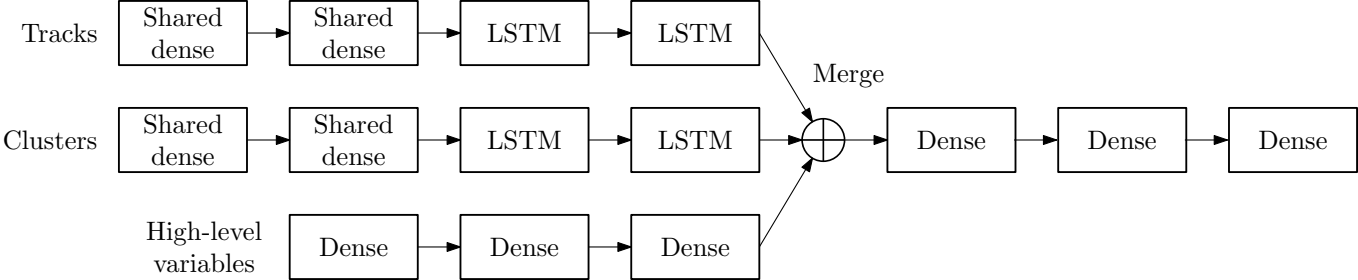 Tracks
Shared
dense
Shared
dense
LSTM
LSTM
Merge
Clusters
Shared
dense
Shared
dense
LSTM
LSTM
Dense
Dense
Dense
High-level
variables
Dense
Dense
Dense